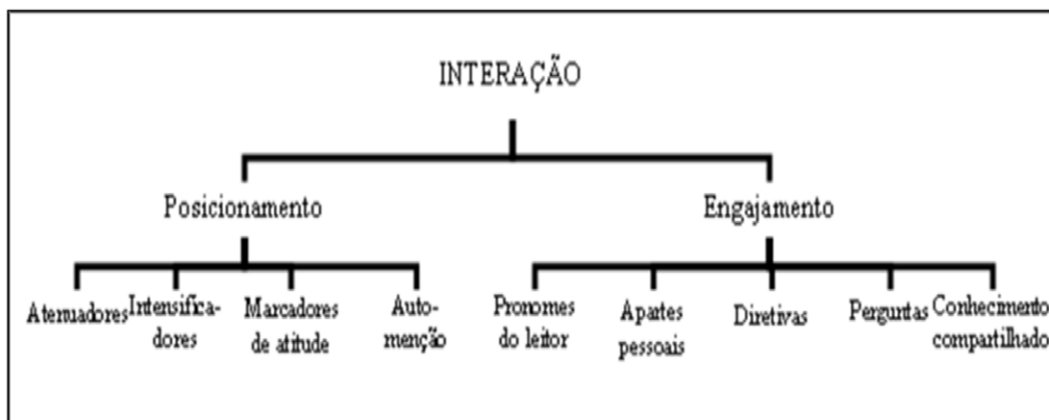 INTERAÇÃO
Posicionamento
Engajamento
Atenuadores
Intensifica-
dores
Marcadores
de atitude
Auto-
menção
Pronomes
do leitor
Apartes
pessoais
Diretivas
Perguntas
Conhecimento
compartilhado